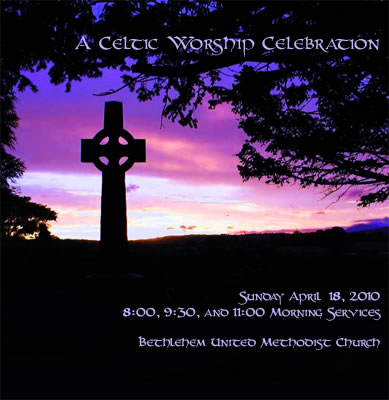 A Celtic Worship Celebration
Sunday April 18, 2010
8:00, 9:30, and 11:00 Morning Services
Bethlehem United Methodist Church